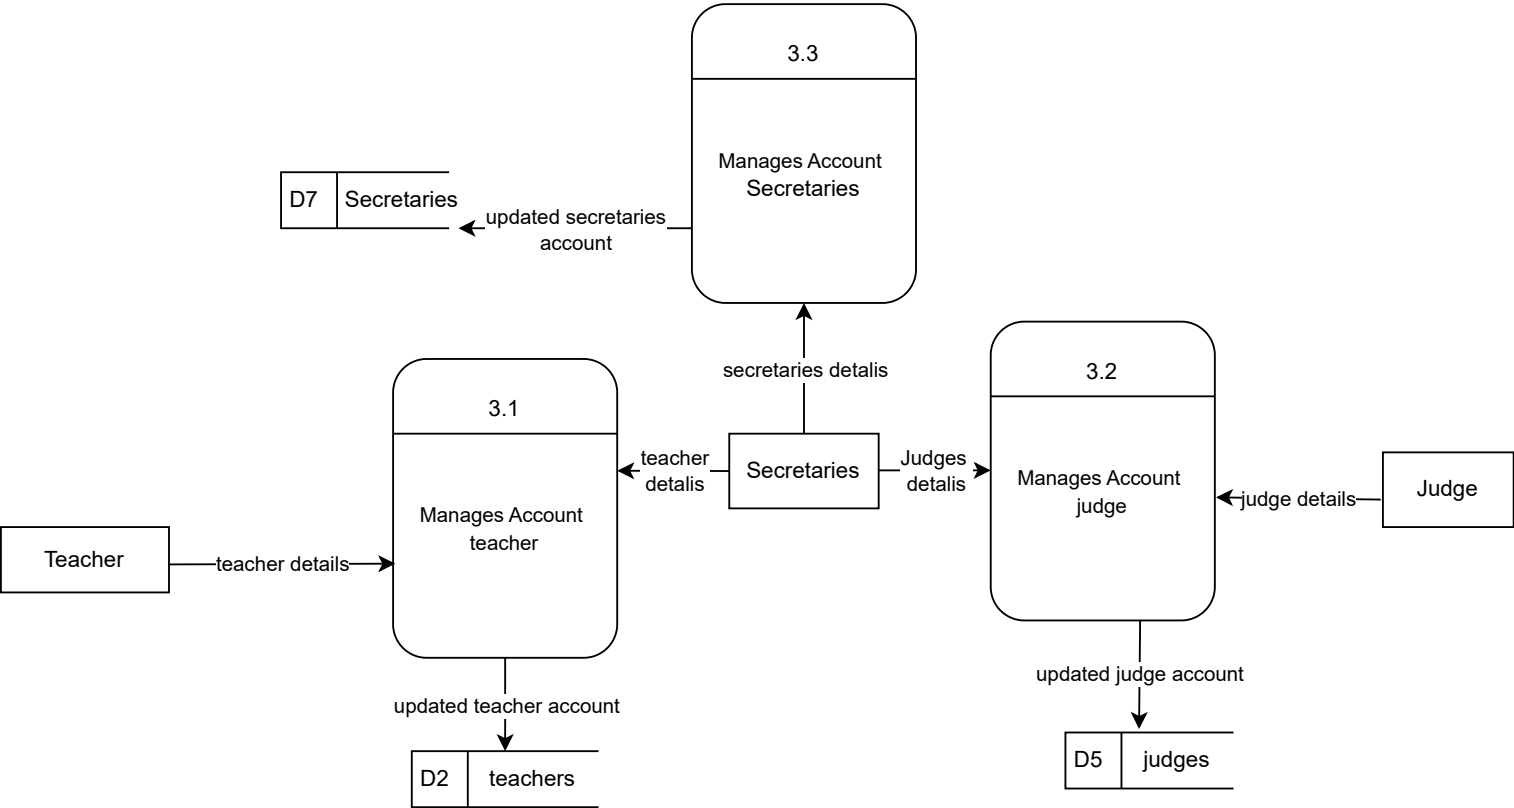 3.3
Manages Account
Secretaries
D7
Secretaries
updated secretaries
account
secretaries detalis
3.1
Manages Account
teacher
teacher
detalis
Secretaries
Judges
detalis
3.2
Manages Account
judge
judge details
Judge
Teacher
teacher details
updated teacher account
D2
teachers
updated judge account
D5
judges